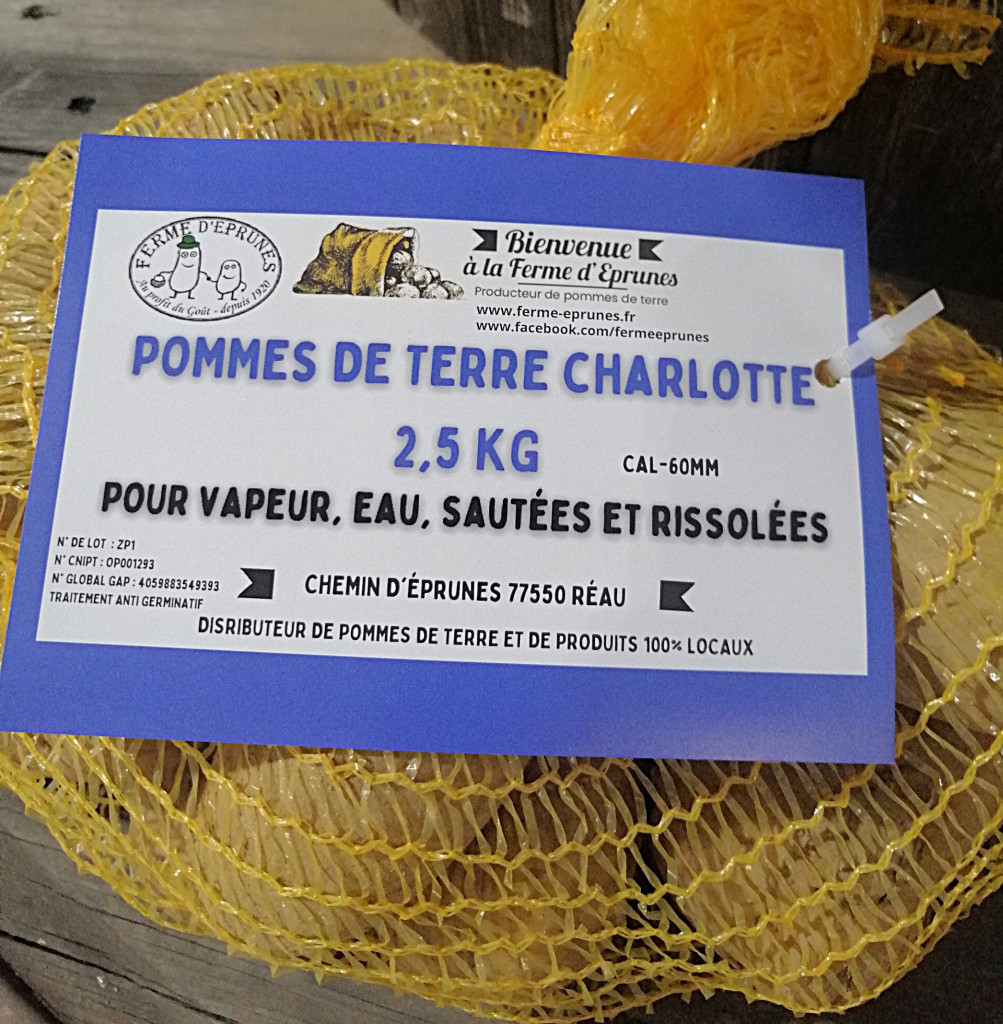 FERME D'EPRUNES
Au profit du Goût - depuis 1920
Bienvenue
à la Ferme d'Eprunes
Producteur de pommes de terre
www.ferme-eprunes.fr
www.facebook.com/fermeeprunes
POMMES DE TERRE CHARLOTTE
2,5 KG
CAL-60MM
POUR VAPEUR, EAU, SAUTÉES ET RISSOLÉES
N° DE LOT : ZP1
N° CNIPT : OP001293
N° GLOBAL GAP : 4059883549393
TRAITEMENT ANTI GERMINATIF
CHEMIN D'ÉPRUNES 77550 RÉAU
DISRIBUTEUR DE POMMES DE TERRE ET DE PRODUITS 100% LOCAUX